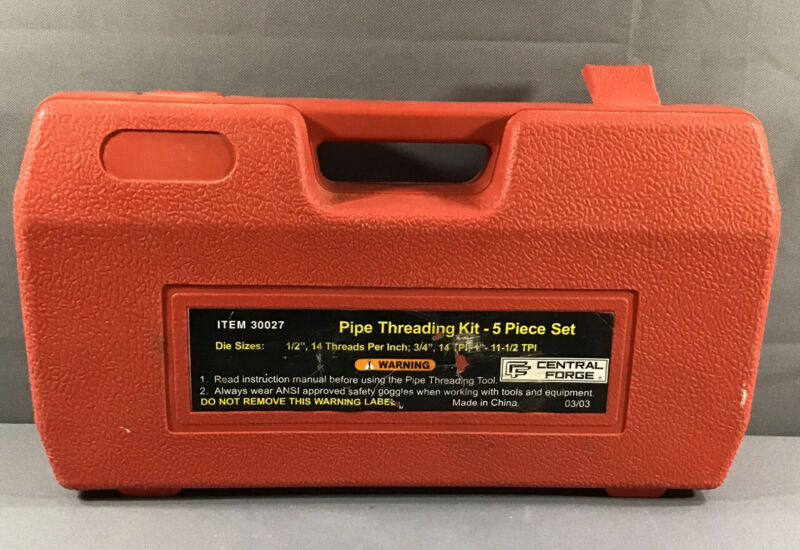 ITEM 30027 Pipe Threading Kit - 5 Piece Set
Die Sizes: 1/2", 14 Threads Per Inch; 3/4", 14 TPI; 1"- 11-1/2 TPI
WARNING
CENTRAL
FORGE®
1. Read instruction manual before using the Pipe Threading Tool.
2. Always wear ANSI approved safety goggles when working with tools and equipment.
DO NOT REMOVE THIS WARNING LABEL. Made in China. 03/03